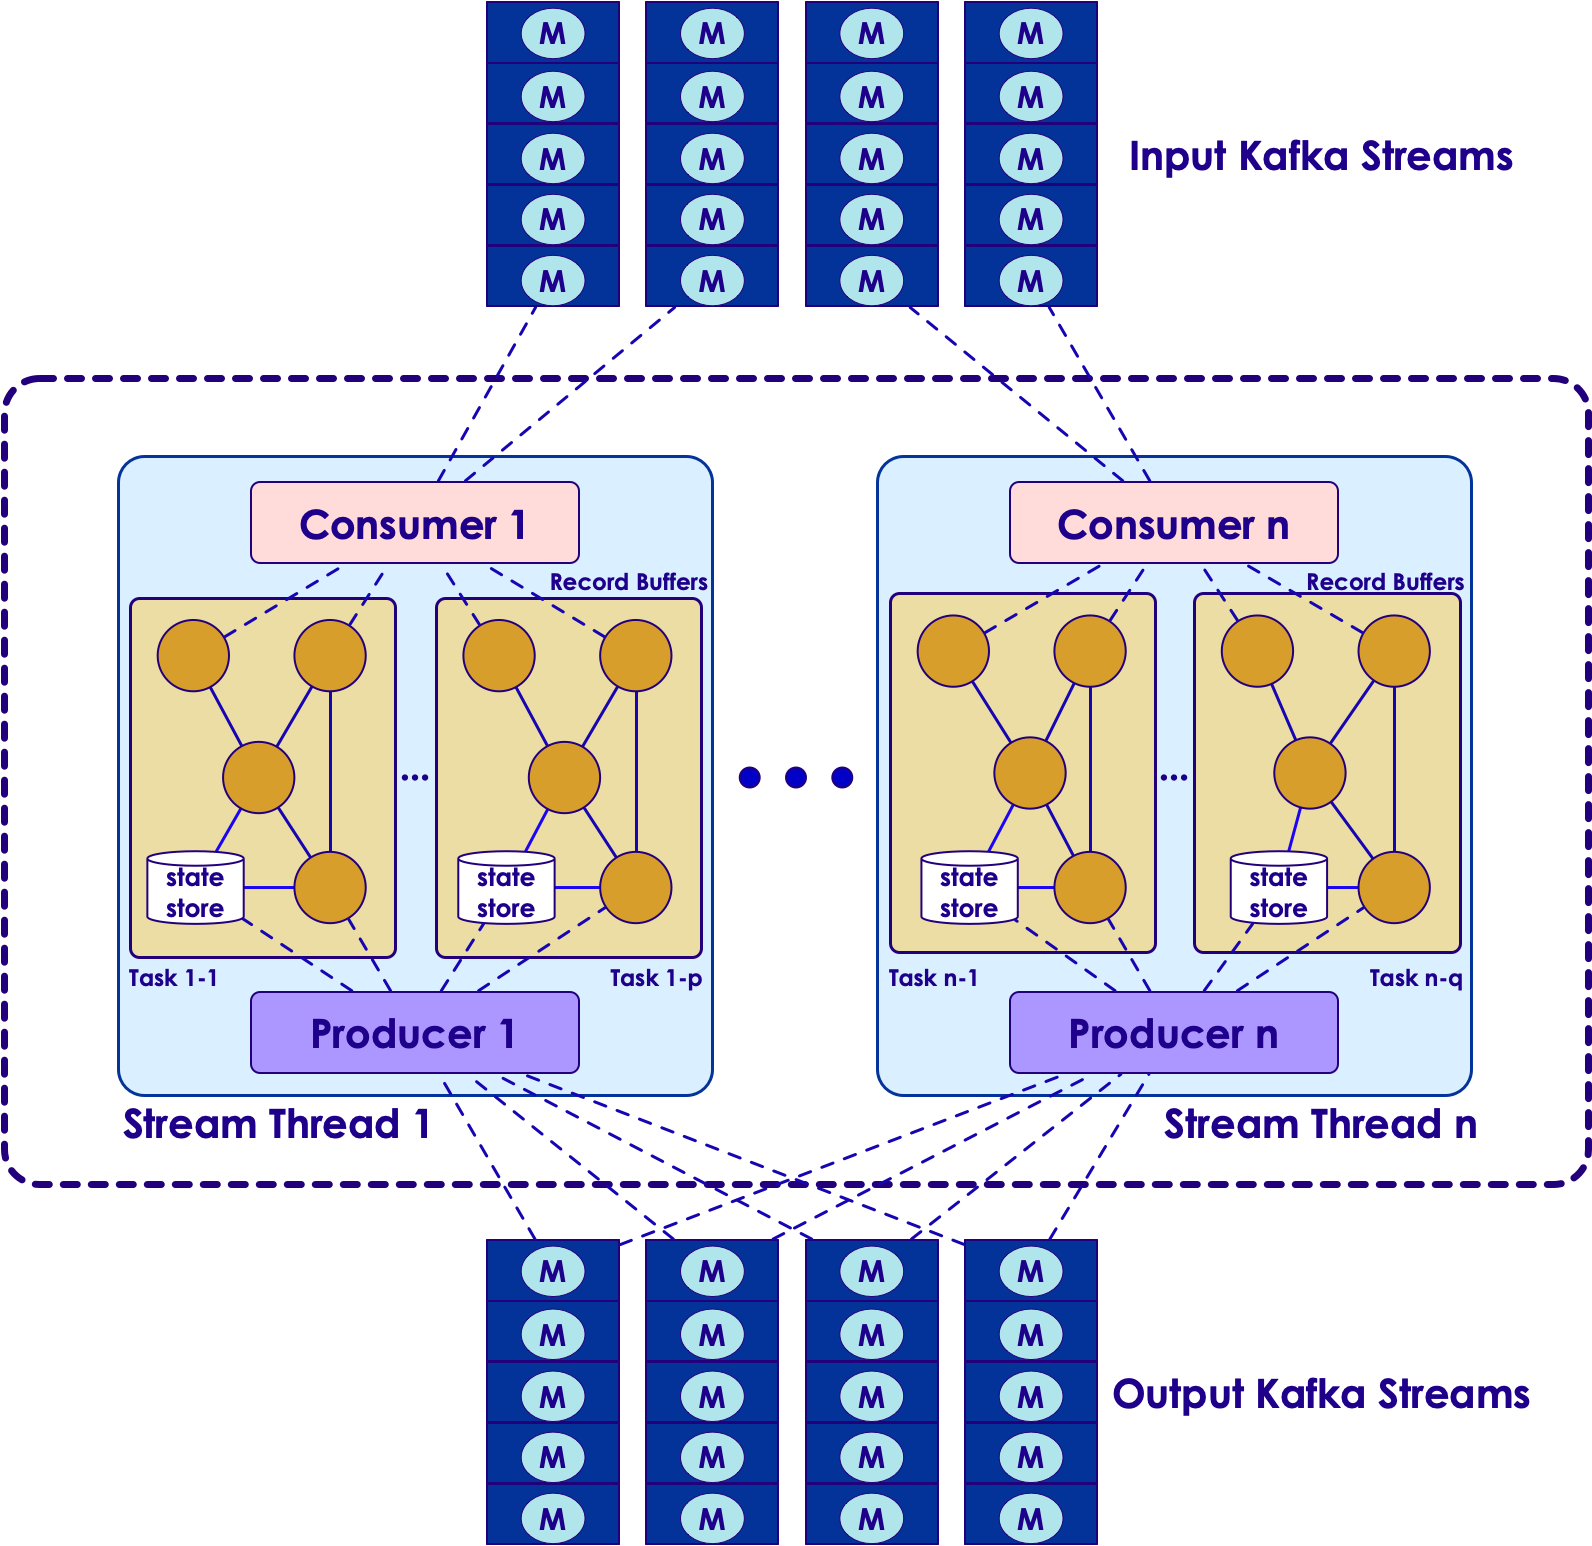 M M M M
M M M M
M M M M
M M M M
M M M M
Input Kafka Streams
Consumer 1
Consumer n
Record Buffers
Record Buffers
state
store
state
store
state
store
state
store
Task 1-1
Task 1-p
Task n-1
Task n-q
Producer 1
Producer n
Stream Thread 1
Stream Thread n
M M M M
M M M M
M M M M
M M M M
M M M M
Output Kafka Streams